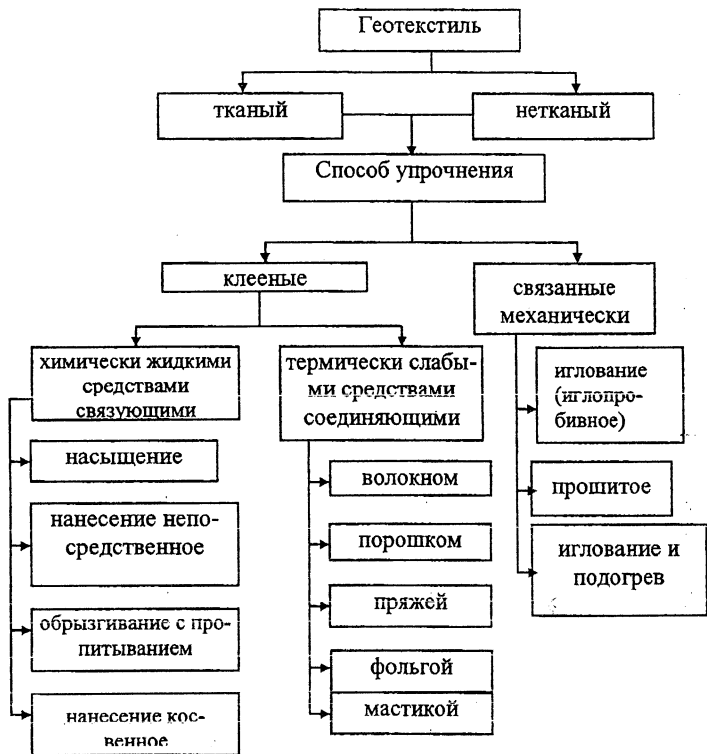 Геотекстиль
тканый
нетканый
Способ упрочнения
клееные
связанные
механически
химически жидкими
средствами
связующими
насыщение
нанесение непо-
средственное
обрызгивание с про-
питыванием
нанесение кос-
венное
термически слабы-
ми средствами
соединяющими
волокном
порошком
пряжей
фольгой
мастикой
иглование
(иглопро-
бивное)
прошитое
иглование и
подогрев